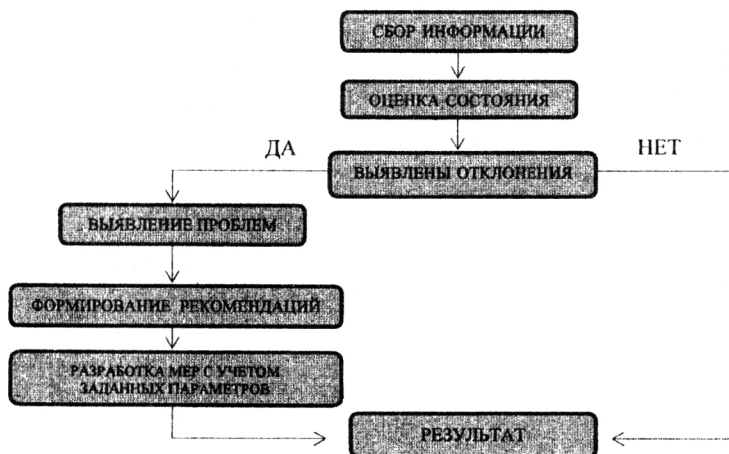 СБОР ИНФОРМАЦИИ
ОЦЕНКА СОСТОЯНИЯ
ДА
НЕТ
ВЫЯВЛЕНЫ ОТКЛОНЕНИЯ
ВЫЯВЛЕНИЕ ПРОБЛЕМ
ФОРМИРОВАНИЕ РЕКОМЕНДАЦИЙ
РАЗРАБОТКА МЕР С УЧЕТОМ
ЗАДАННЫХ ПАРАМЕТРОВ
РЕЗУЛЬТАТ